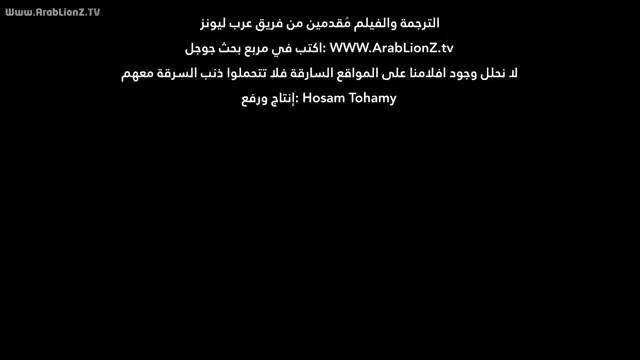 Www.ArabLionZ.TV
الترجمة والفيلم مُقدمين من فريق عرب ليونز
اكتب في مربع بحث جوجل: WWW.ArabLionZ.tv
لا نحلل وجود افلامنا على المواقع السارقة فلا تتحملوا ذنب السرقة معهم
إنتاج ورفع: Hosam Tohamy